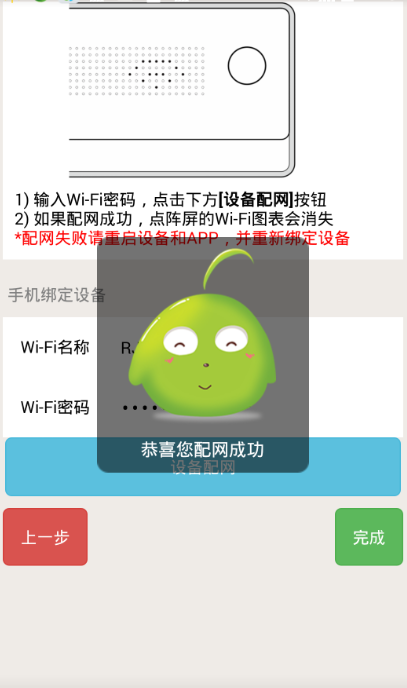 1) 输入Wi-Fi密码，点击下方[设备配网]按钮
2) 如果配网成功，点阵屏的Wi-Fi图表会消失
*配网失败请重启设备和APP，并重新绑定设备
手机绑定设备
Wi-Fi名称
Wi-Fi密码 ••••
恭喜您配网成功
设备配网
上一步
完成